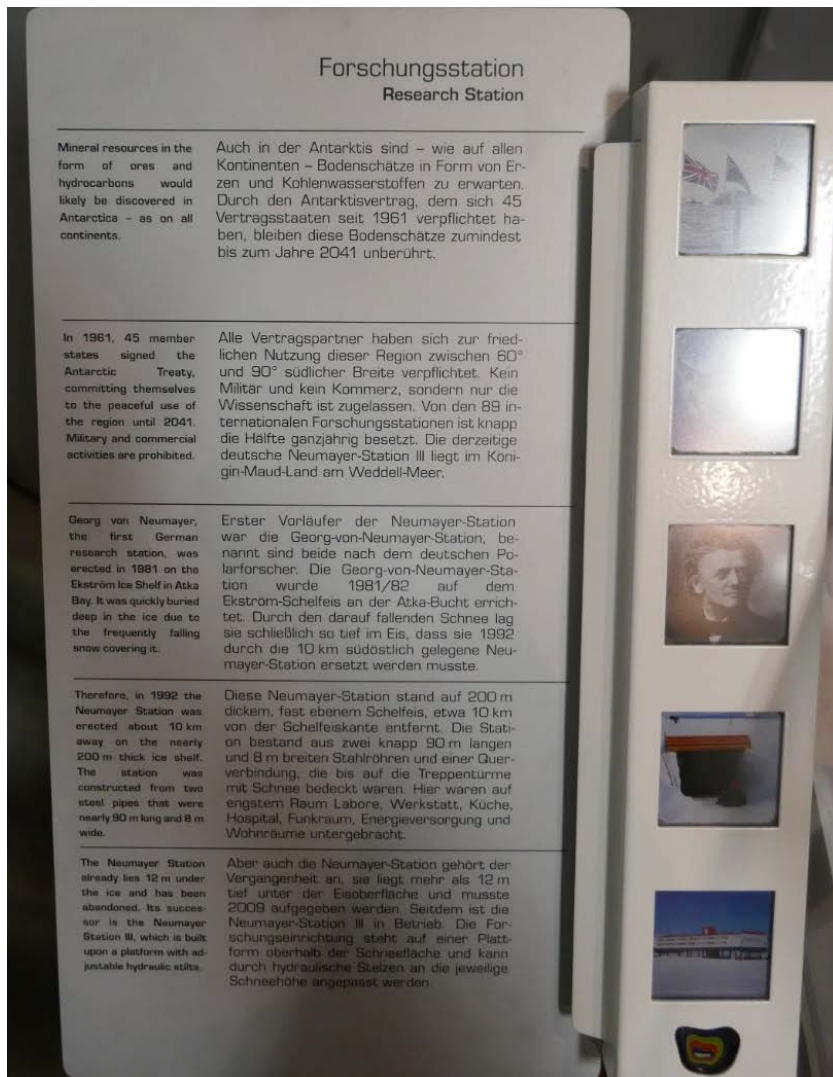 Forschungsstation
Research Station
Mineral resources in the
form of ores and
hydrocarbons would
likely be discovered in
Antarctica – as on all
continents.
Auch in der Antarktis sind – wie auf allen
Kontinenten – Bodenschätze in Form von Er-
zen und Kohlenwasserstoffen zu erwarten.
Durch den Antarktisvertrag, dem sich 45
Vertragsstaaten seit 1961 verpflichtet ha-
ben, bleiben diese Bodenschätze zumindest
bis zum Jahre 2041 unberührt.
In 1961, 45 member
states signed the
Antarctic Treaty,
committing themselves
to the peaceful use of
the region until 2041.
Military and commercial
activities are prohibited.
Alle Vertragspartner haben sich zur fried-
lichen Nutzung dieser Region zwischen 60°
und 90° südlicher Breite verpflichtet. Kein
Militär und kein Kommerz, sondern nur die
Wissenschaft ist zugelassen. Von den 89 in-
ternationalen Forschungsstationen ist knapp
die Hälfte ganzjährig besetzt. Die derzeitige
deutsche Neumayer-Station III liegt im Köni-
gin-Maud-Land am Weddell-Meer.
Georg von Neumayer,
the first German
research station, was
erected in 1981 on the
Ekström Ice Shelf in Atka
Bay. It was quickly buried
deep in the ice due to
the frequently falling
snow covering it.
Erster Vorläufer der Neumayer-Station
war die Georg-von-Neumayer-Station, be-
nannt sind beide nach dem deutschen Po-
larforscher. Die Georg-von-Neumayer-Sta-
tion wurde 1981/82 auf dem
Ekström-Schelfeis an der Atka-Bucht errich-
tet. Durch den darauf fallenden Schnee lag
sie schließlich so tief im Eis, dass sie 1992
durch die 10 km südöstlich gelegene Neu-
mayer-Station ersetzt werden musste.
Therefore, in 1992 the
Neumayer Station was
erected about 10 km
away on the nearly
200 m thick ice shelf.
The station was
constructed from two
steel pipes that were
nearly 90 m long and 8 m
wide.
Diese Neumayer-Station stand auf 200 m
dickem, fast ebenem Schelfeis, etwa 10 km
von der Schelfeiskante entfernt. Die Stati-
on bestand aus zwei knapp 90 m langen
und 8 m breiten Stahlröhren und einer Quer-
verbindung, die bis auf die Treppentürme
mit Schnee bedeckt waren. Hier waren auf
engstem Raum Labore, Werkstatt, Küche,
Hospital, Funkraum, Energieversorgung und
Wohnräume untergebracht.
The Neumayer Station
already lies 12 m under
the ice and has been
abandoned. Its succes-
sor is the Neumayer
Station III, which is built
upon a platform with ad-
justable hydraulic stilts.
Aber auch die Neumayer-Station gehört der
Vergangenheit an, sie liegt mehr als 12 m
tief unter der Eisoberfläche und musste
2009 aufgegeben werden. Seitdem ist die
Neumayer-Station III in Betrieb. Die For-
schungseinrichtung steht auf einer Platt-
form oberhalb der Schneefläche und kann
durch hydraulische Stelzen an die jeweilige
Schneehöhe angepasst werden.